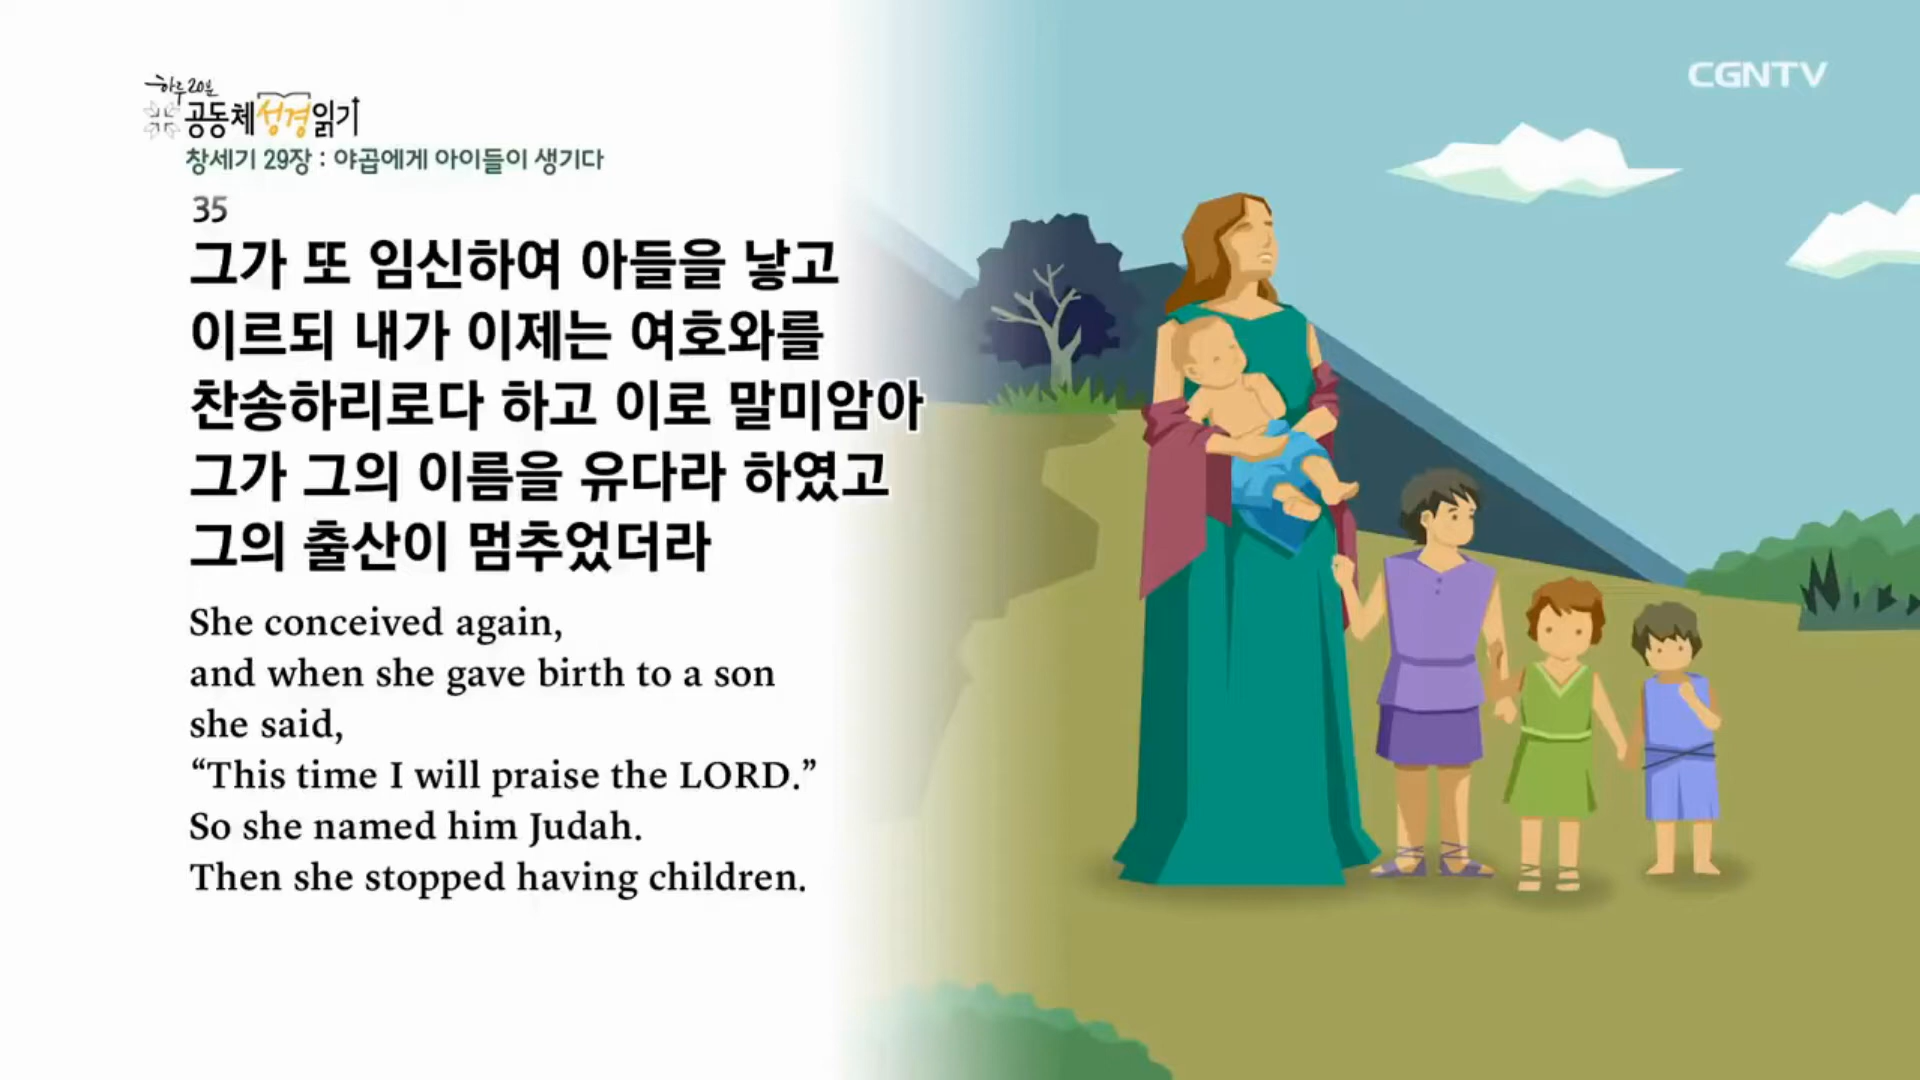 하루 20분
공동체성경읽기
CGNTV
창세기 29장 : 야곱에게 아이들이 생기다
35
그가 또 임신하여 아들을 낳고
이르되 내가 이제는 여호와를
찬송하리로다 하고 이로 말미암아
그가 그의 이름을 유다라 하였고
그의 출산이 멈추었더라
She conceived again,
and when she gave birth to a son
she said,
“This time I will praise the LORD.”
So she named him Judah.
Then she stopped having children.